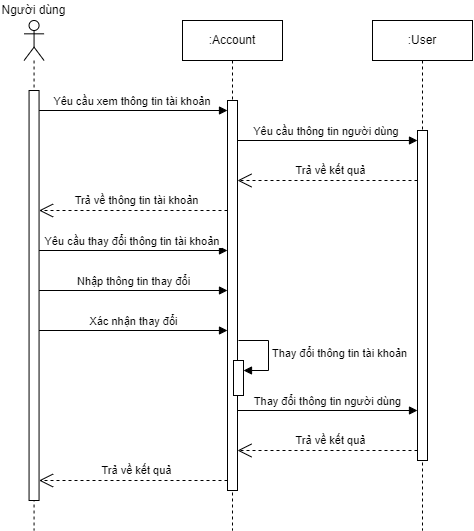 Người dùng
:Account
:User
Yêu cầu xem thông tin tài khoản
Yêu cầu thông tin người dùng
Trả về kết quả
Trả về thông tin tài khoản
Yêu cầu thay đổi thông tin tài khoản
Nhập thông tin thay đổi
Xác nhận thay đổi
Thay đổi thông tin tài khoản
Thay đổi thông tin người dùng
Trả về kết quả
Trả về kết quả